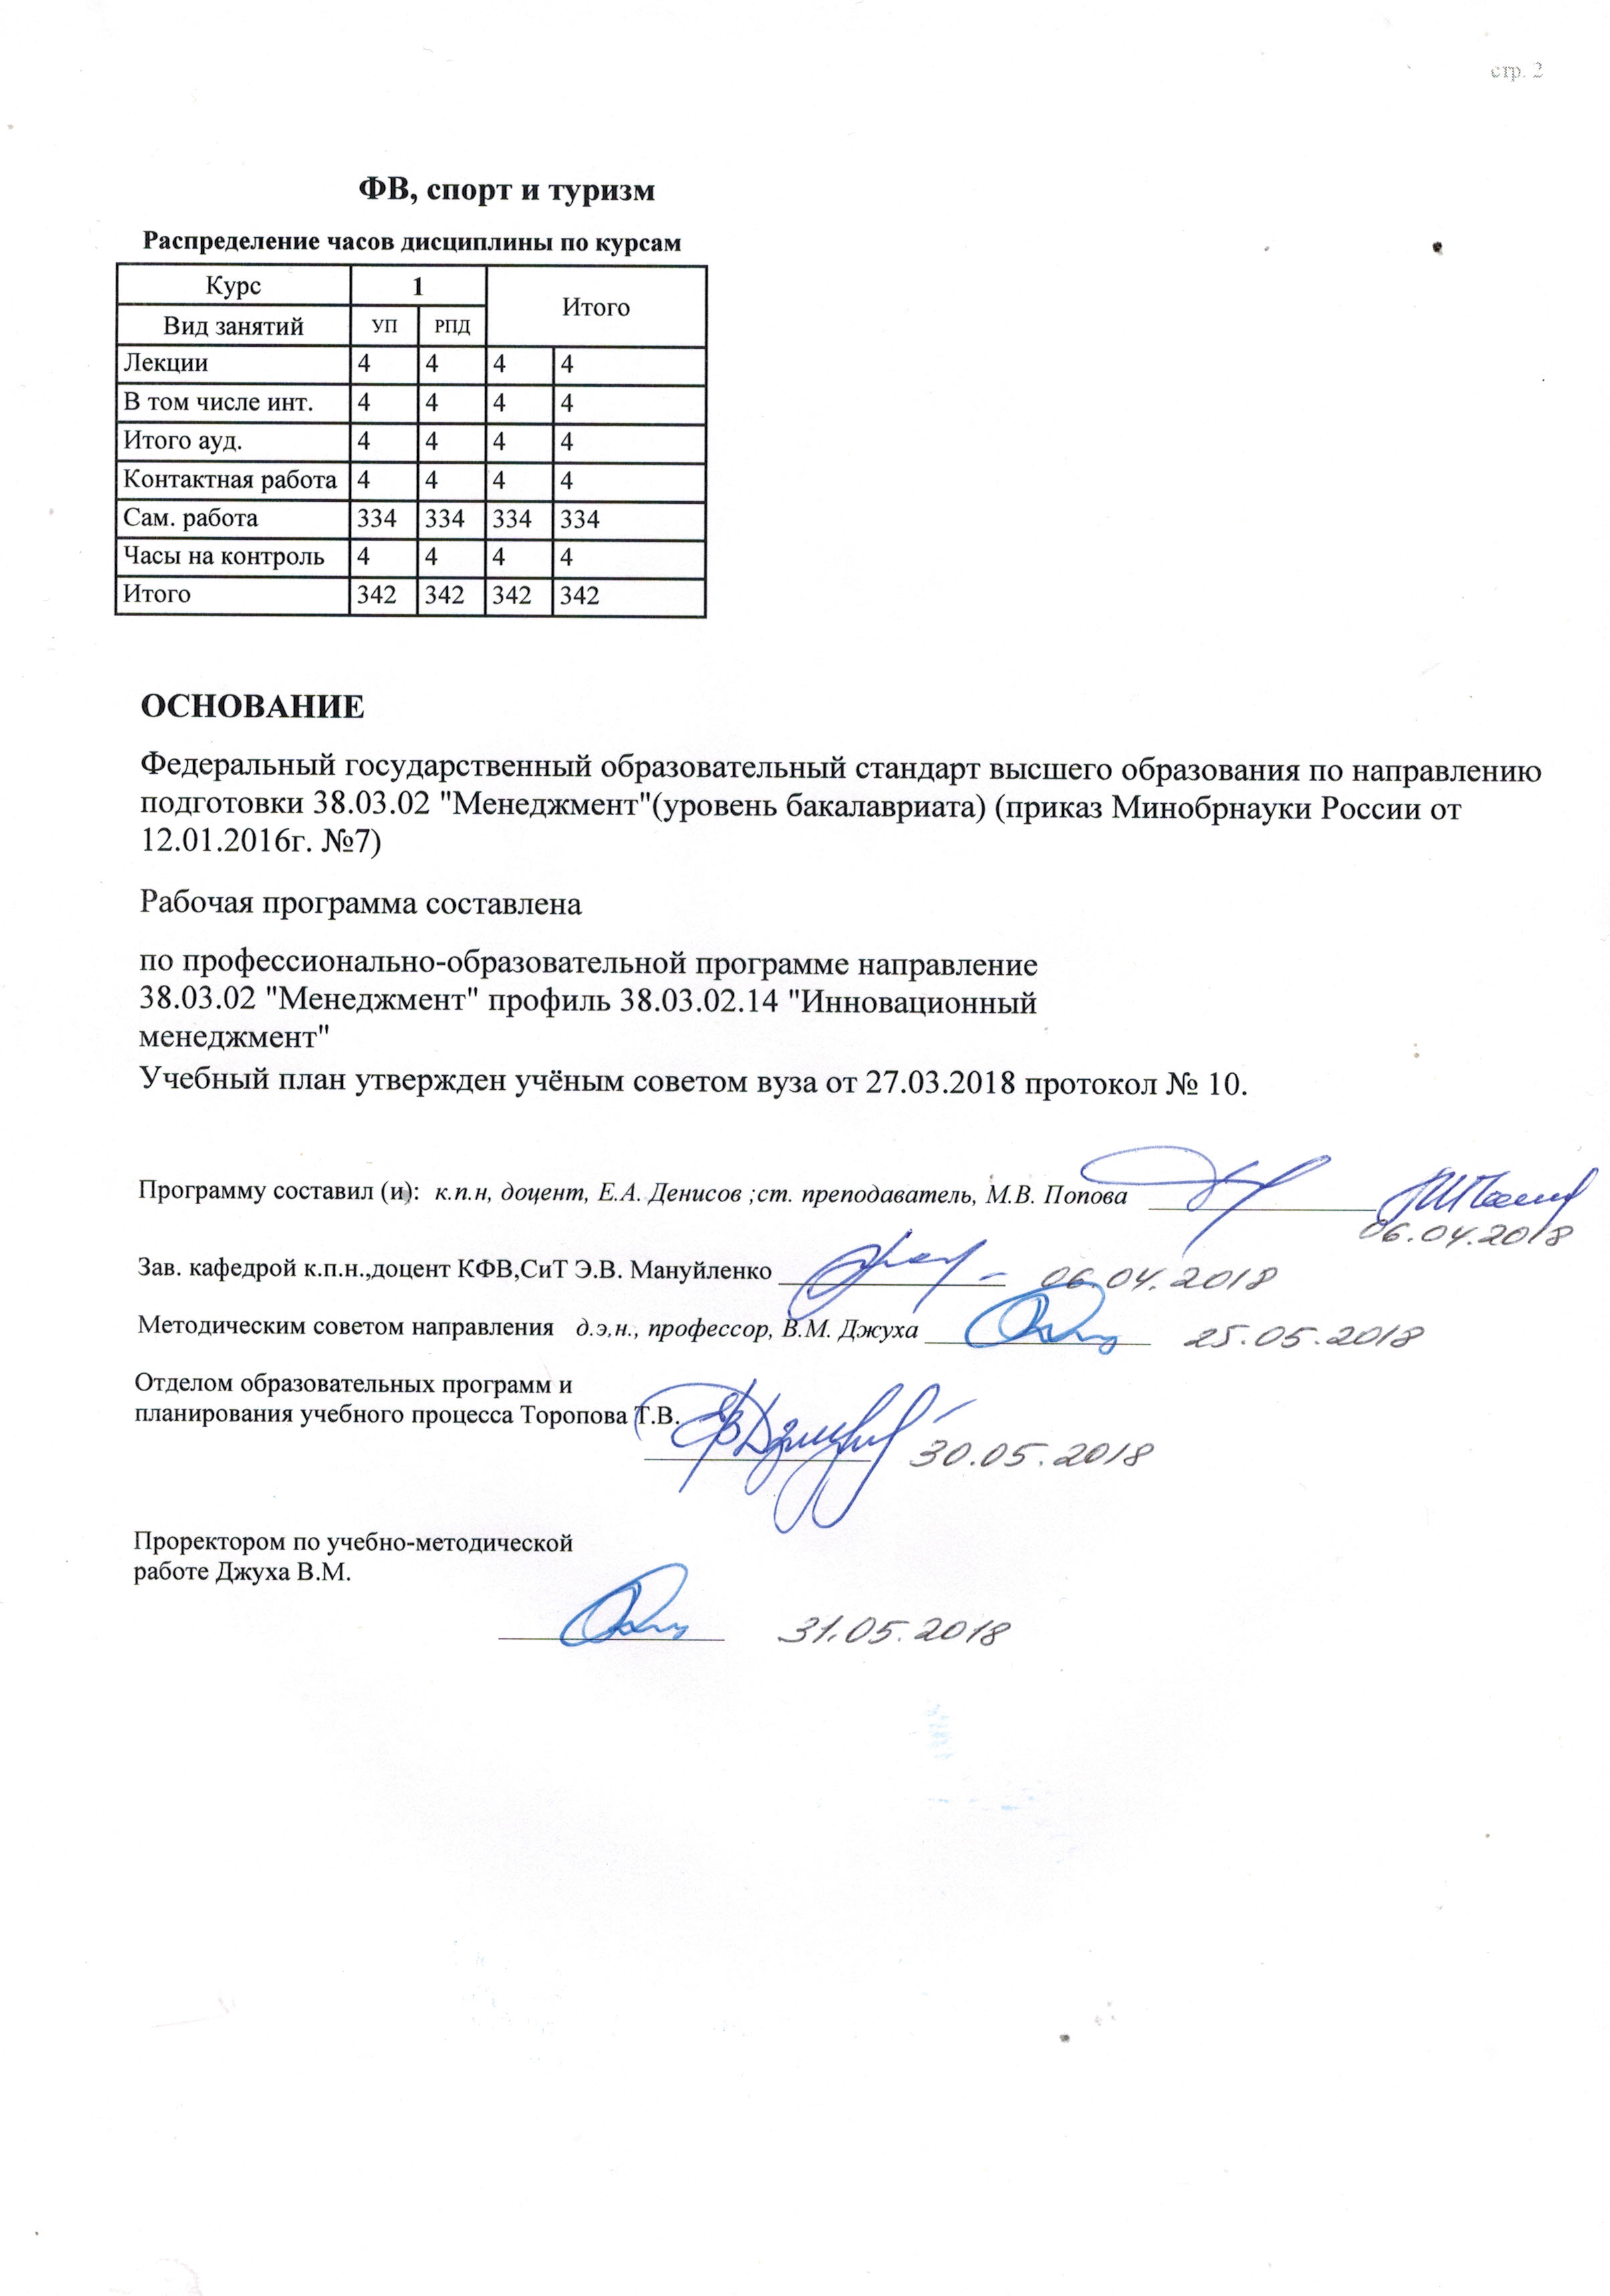 стр. 2
ФВ, спорт и туризм
Распределение часов дисциплины по курсам
Курс 1 Итого
Вид занятий УП РПД
Лекции 4 4 4 4
В том числе инт. 4 4 4 4
Итого ауд. 4 4 4 4
Контактная работа 4 4 4 4
Сам. работа 334 334 334 334
Часы на контроль 4 4 4 4
Итого 342 342 342 342
ОСНОВАНИЕ
Федеральный государственный образовательный стандарт высшего образования по направлению
подготовки 38.03.02 "Менеджмент"(уровень бакалавриата) (приказ Минобрнауки России от
12.01.2016г. №7)
Рабочая программа составлена
по профессионально-образовательной программе направление
38.03.02 "Менеджмент" профиль 38.03.02.14 "Инновационный
менеджмент"
Учебный план утвержден учёным советом вуза от 27.03.2018 протокол № 10.
Программу составил (и): к.п.н, доцент, Е.А. Денисов ;ст. преподаватель, М.В. Попова
06.04.2018
Зав. кафедрой к.п.н.,доцент КФВ,СиТ Э.В. Мануйленко 06.04.2018
Методическим советом направления д.э.н., профессор, В.М. Джуха 25.05.2018
Отделом образовательных программ и
планирования учебного процесса Торопова Т.В.
30.05.2018
Проректором по учебно-методической
работе Джуха В.М.
31.05.2018